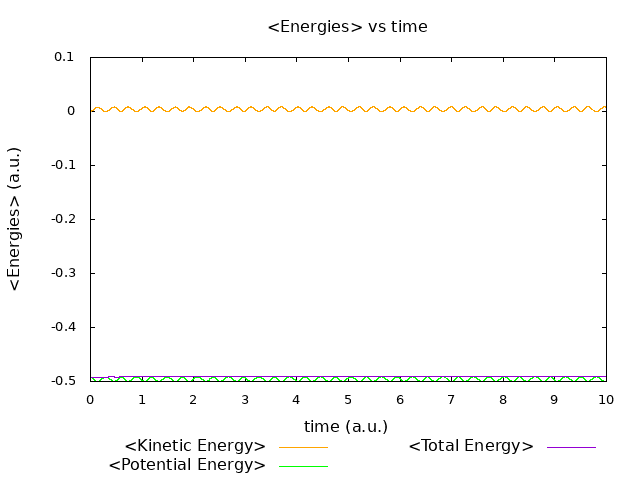 <Energies> vs time
0.1
0
-0.1
-0.2
-0.3
-0.4
-0.5
<Energies> (a.u.)
0 1 2 3 4 5 6 7 8 9 10
time (a.u.)
<Kinetic Energy> <Total Energy>
<Potential Energy>